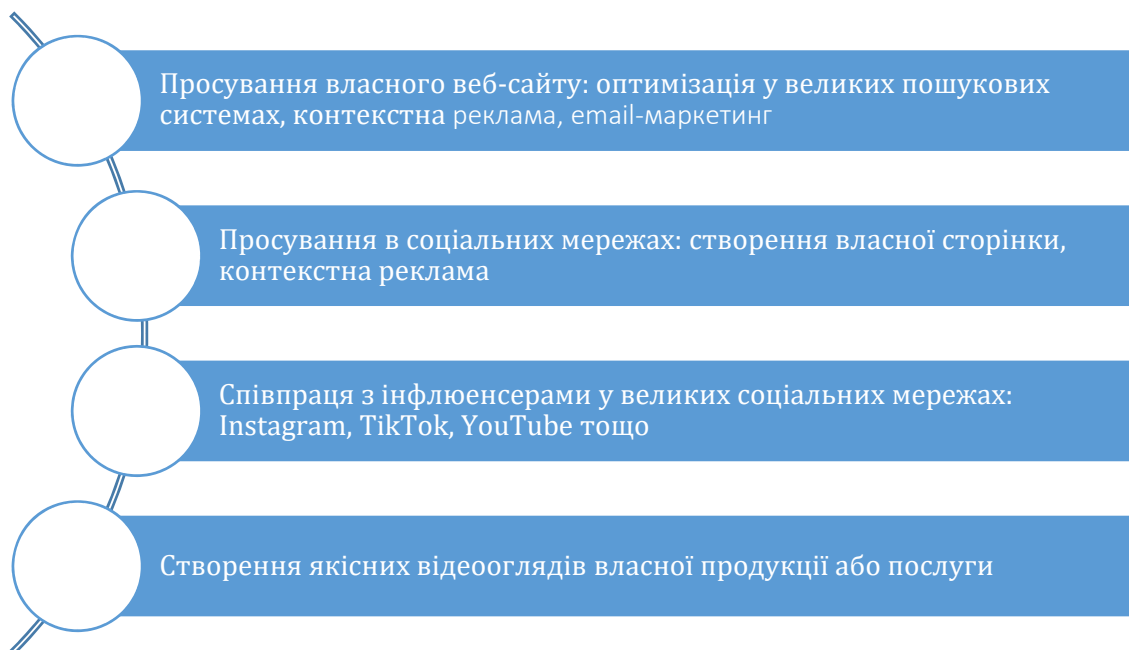 Просування власного веб-сайту: оптимізація у великих пошукових
системах, контекстна реклама, email-маркетинг
Просування в соціальних мережах: створення власної сторінки,
контекстна реклама
Співпраця з інфлюенсерами у великих соціальних мережах:
Instagram, TikTok, YouTube тощо
Створення якісних відеооглядів власної продукції або послуги